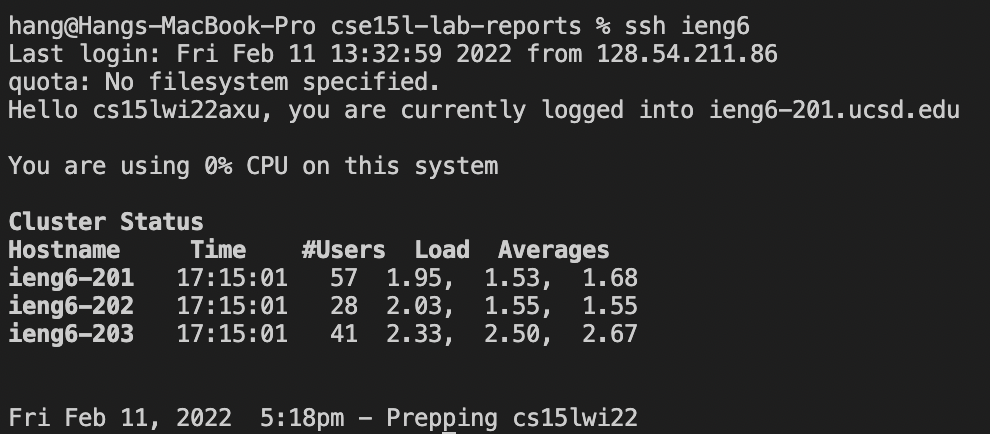 hang@Hangs-MacBook-Pro cse15l-lab-reports % ssh ieng6
Last login: Fri Feb 11 13:32:59 2022 from 128.54.211.86
quota: No filesystem specified.
Hello cs15lwi22axu, you are currently logged into ieng6-201.ucsd.edu
You are using 0% CPU on this system
Cluster Status
Hostname     Time    #Users  Load  Averages
ieng6-201   17:15:01   57  1.95,  1.53,  1.68
ieng6-202   17:15:01   28  2.03,  1.55,  1.55
ieng6-203   17:15:01   41  2.33,  2.50,  2.67
Fri Feb 11, 2022  5:18pm - Prepping cs15lwi22